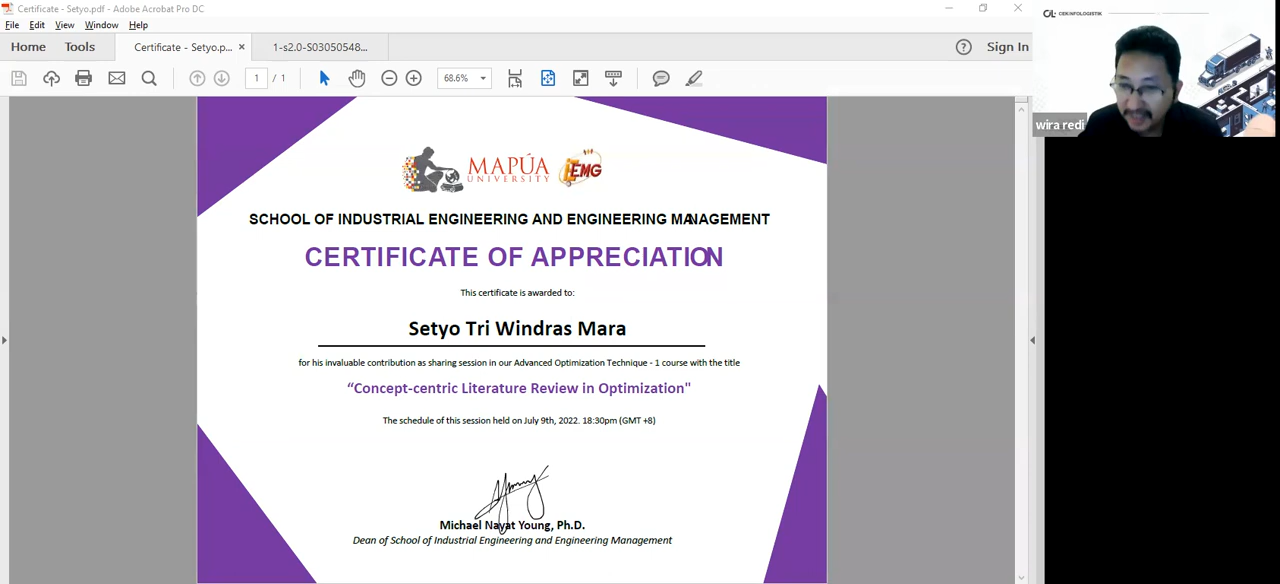 Certificate - Setyo.pdf - Adobe Acrobat Pro DC
File Edit View Window Help
Home Tools Certificate - Setyo.p... × 1-s2.0-S03050548... Sign In
1 / 1 68.6%
CEKINFOLOGISTIK
wira redi
MAPÚA
UNIVERSITY
IEMG
SCHOOL OF INDUSTRIAL ENGINEERING AND ENGINEERING MANAGEMENT
CERTIFICATE OF APPRECIATION
This certificate is awarded to:
Setyo Tri Windras Mara
for his invaluable contribution as sharing session in our Advanced Optimization Technique - 1 course with the title
“Concept-centric Literature Review in Optimization"
The schedule of this session held on July 9th, 2022. 18:30pm (GMT +8)
Michael Nayat Young, Ph.D.
Dean of School of Industrial Engineering and Engineering Management